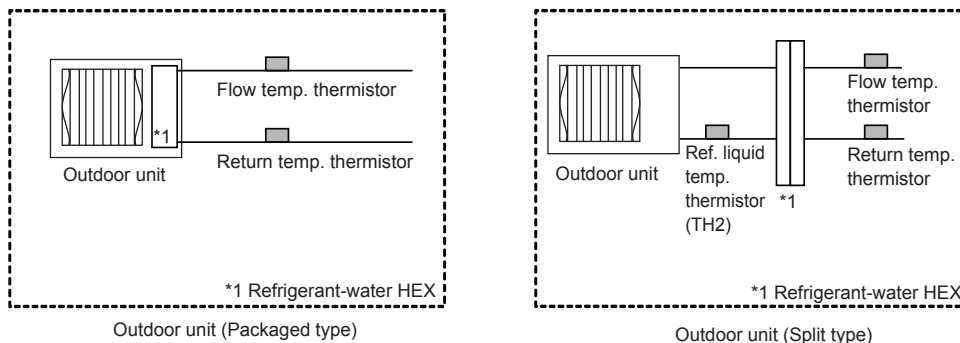 *1
Flow temp. thermistor
Return temp. thermistor
Outdoor unit
*1 Refrigerant-water HEX
Outdoor unit (Packaged type)
Outdoor unit
Ref. liquid
temp.
thermistor
(TH2)
*1
Flow temp.
thermistor
Return temp.
thermistor
*1 Refrigerant-water HEX
Outdoor unit (Split type)